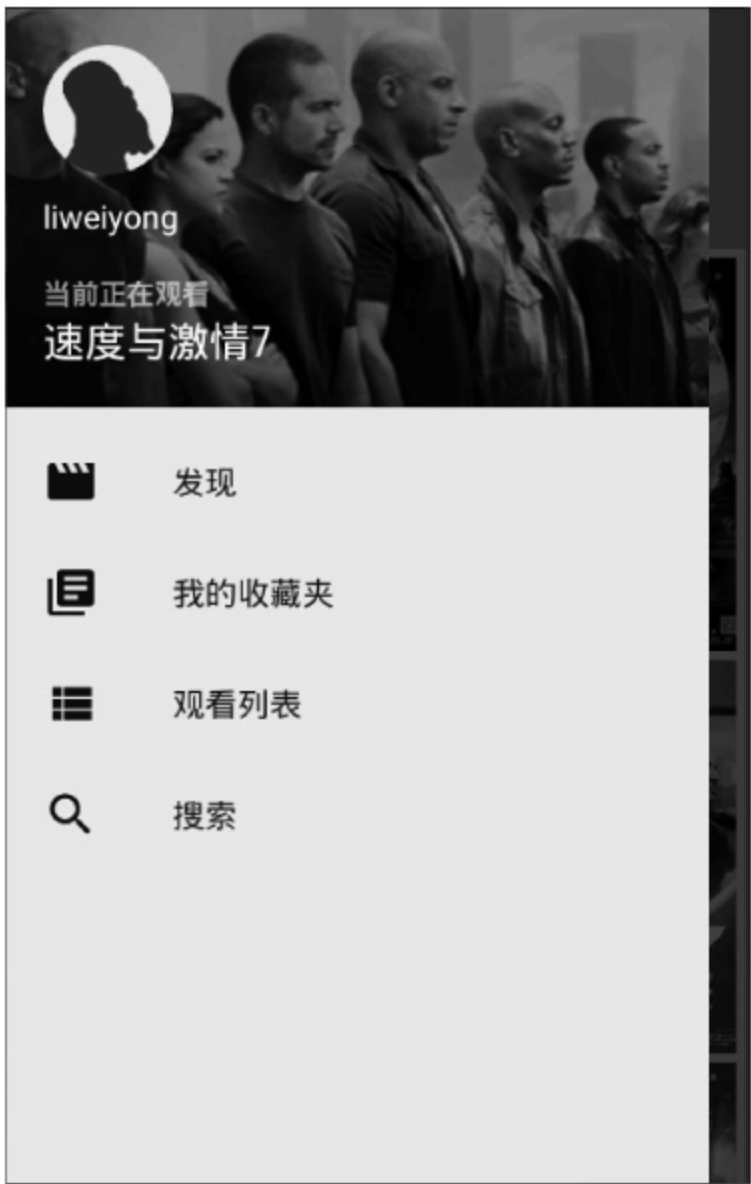 liweiyong
当前正在观看
速度与激情7
发现
我的收藏夹
观看列表
搜索